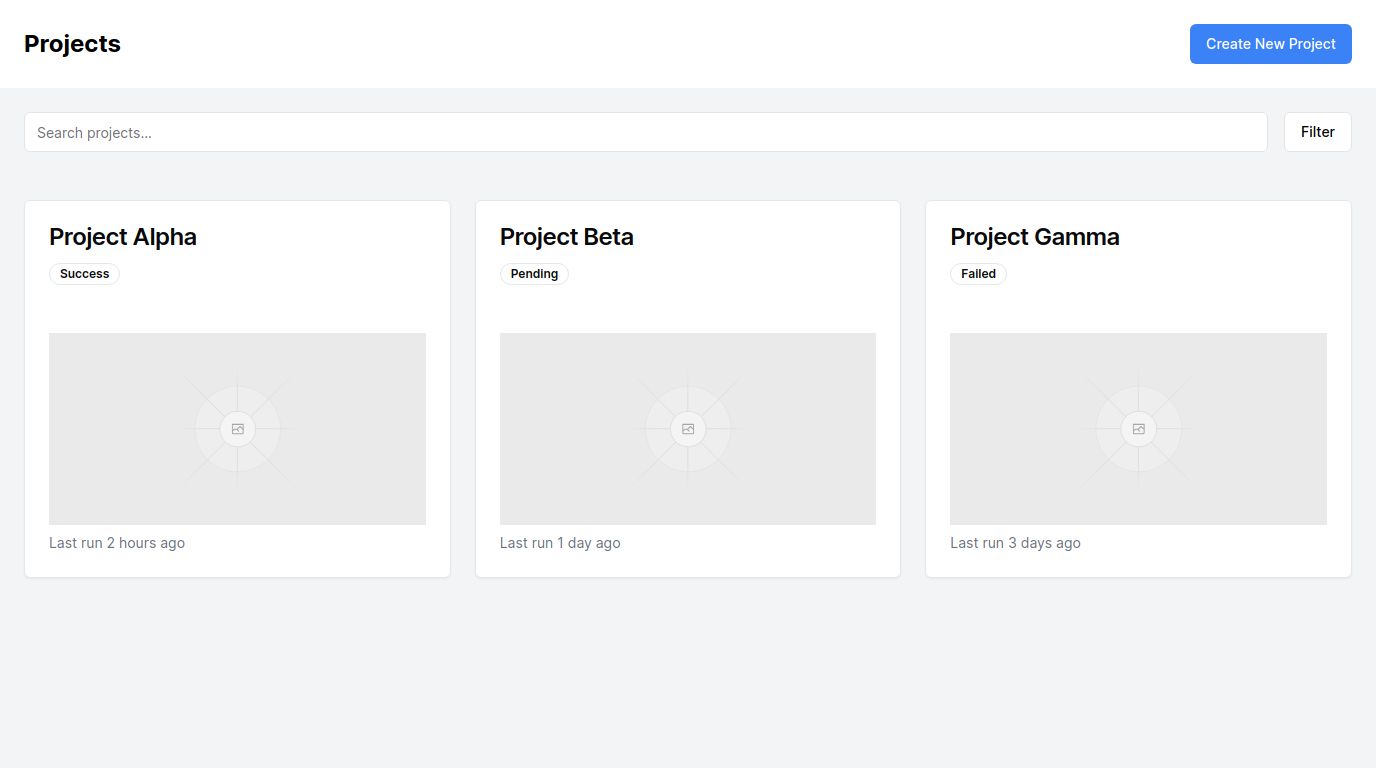 Projects
Create New Project
Search projects...
Filter
Project Alpha
Success
Last run 2 hours ago
Project Beta
Pending
Last run 1 day ago
Project Gamma
Failed
Last run 3 days ago